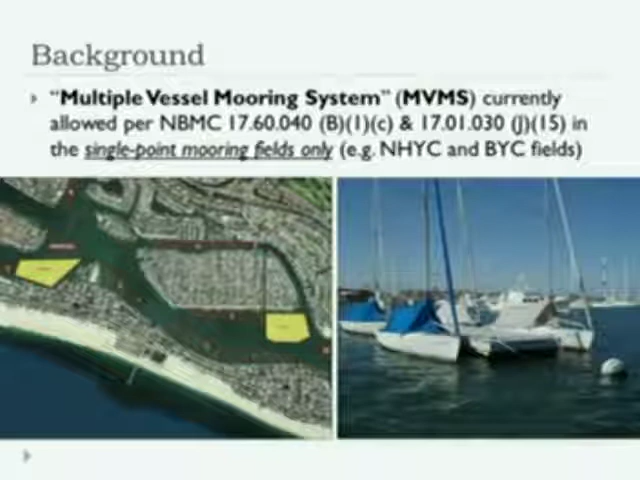 Background
“Multiple Vessel Mooring System” (MVMS) currently
allowed per NBMC 17.60.040 (B)(1)(c) & 17.01.030 (J)(15) in
the single-point mooring fields only (e.g. NHYC and BYC fields)